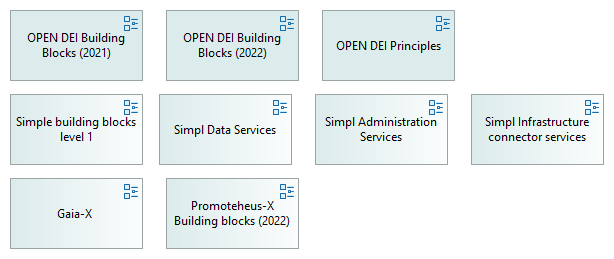 OPEN DEI Building
Blocks (2021)
OPEN DEI Building
Blocks (2022)
OPEN DEI Principles
Simple building blocks
level 1
Simpl Data Services
Simpl Administration
Services
Simpl Infrastructure
connector services
Gaia-X
Promoteheus-X
Building blocks (2022)